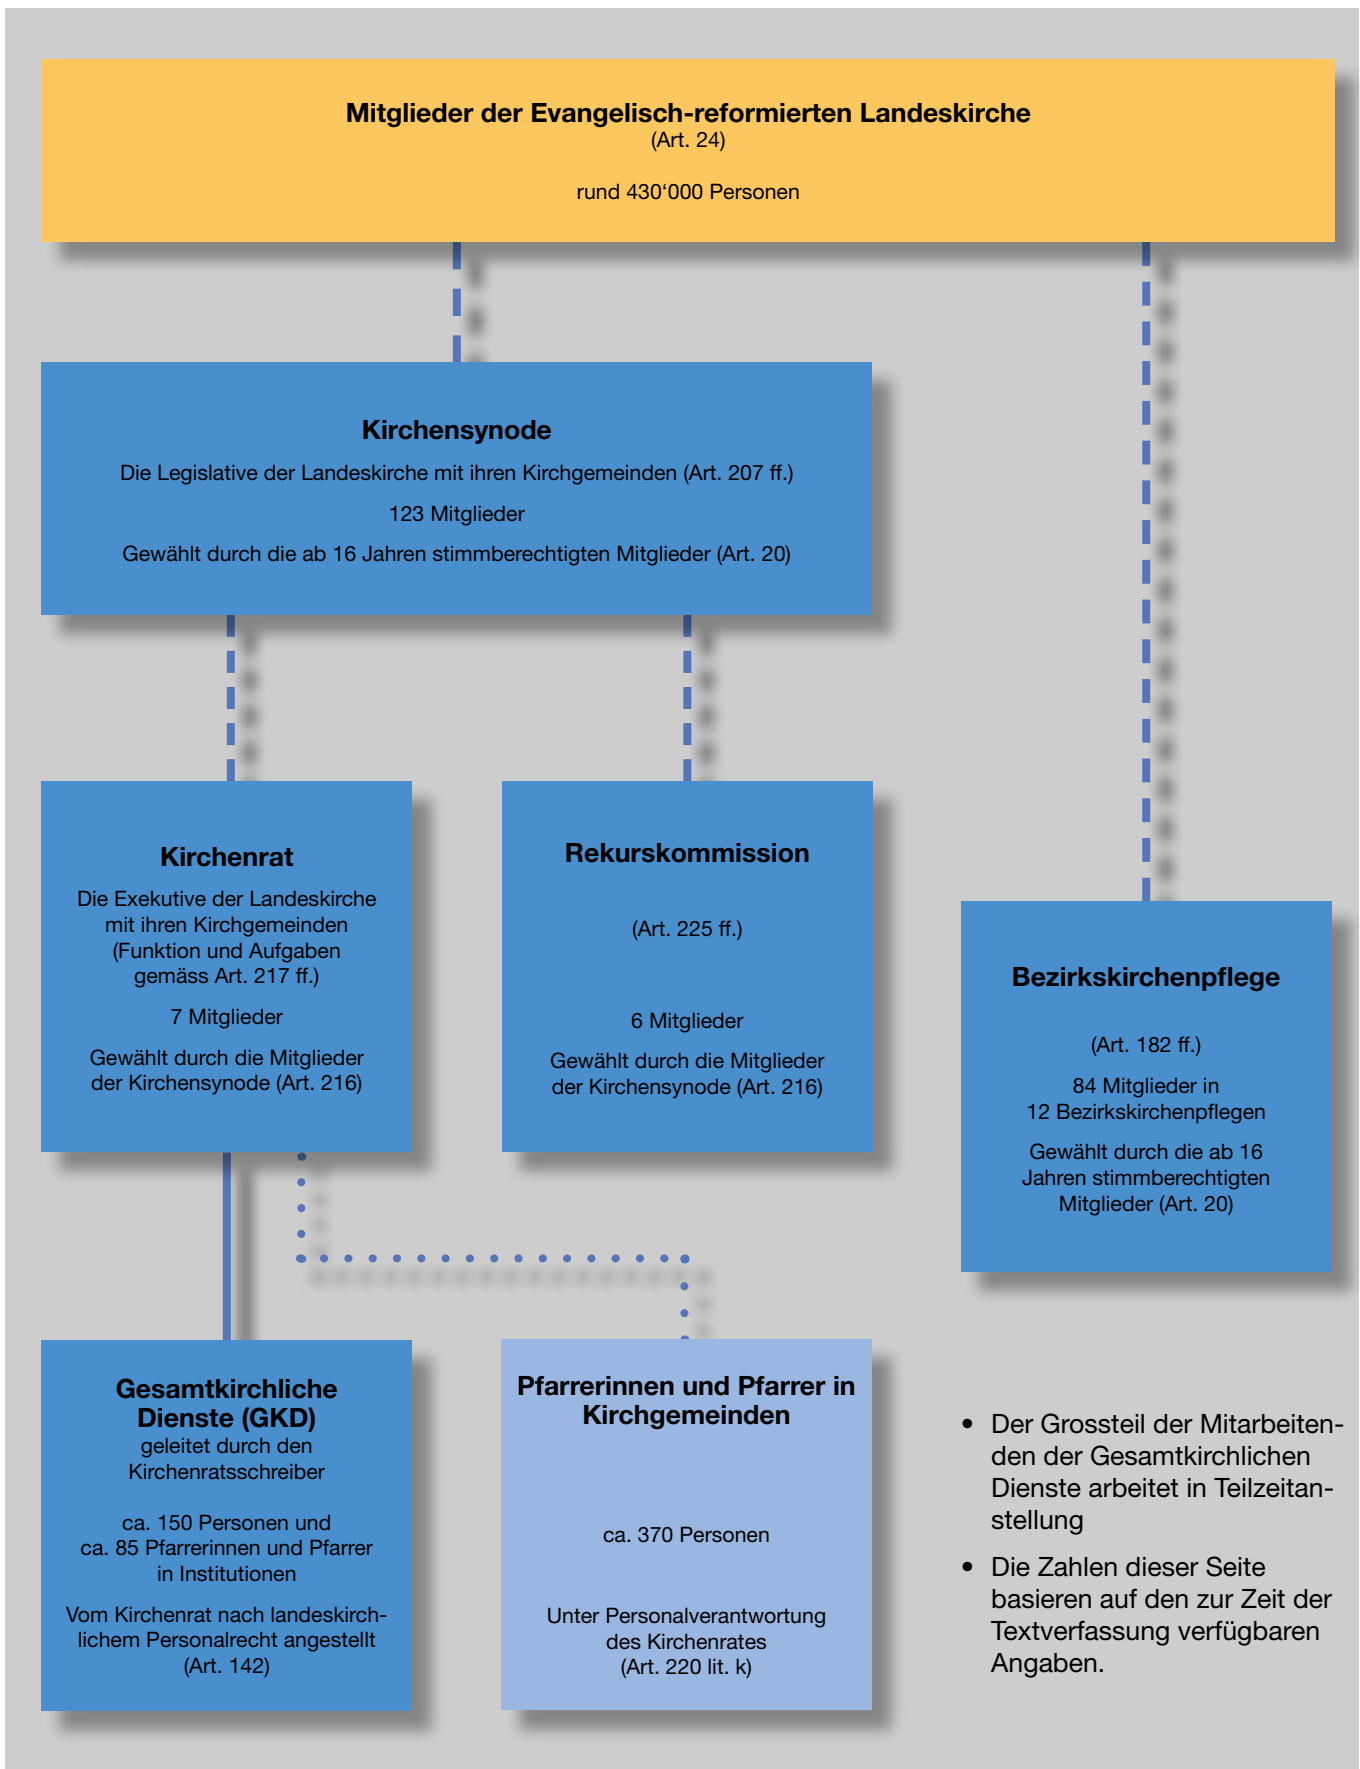 Mitglieder der Evangelisch-reformierten Landeskirche
(Art. 24)
rund 430‘000 Personen
Kirchensynode
Die Legislative der Landeskirche mit ihren Kirchgemeinden (Art. 207 ff.)
123 Mitglieder
Gewählt durch die ab 16 Jahren stimmberechtigten Mitglieder (Art. 20)
Kirchenrat
Die Exekutive der Landeskirche
mit ihren Kirchgemeinden
(Funktion und Aufgaben
gemäss Art. 217 ff.)
7 Mitglieder
Gewählt durch die Mitglieder
der Kirchensynode (Art. 216)
Rekurskommission
(Art. 225 ff.)
6 Mitglieder
Gewählt durch die Mitglieder
der Kirchensynode (Art. 216)
Bezirkskirchenpflege
(Art. 182 ff.)
84 Mitglieder in
12 Bezirkskirchenpflegen
Gewählt durch die ab 16
Jahren stimmberechtigten
Mitglieder (Art. 20)
Gesamtkirchliche
Dienste (GKD)
geleitet durch den
Kirchenratsschreiber
ca. 150 Personen und
ca. 85 Pfarrerinnen und Pfarrer
in Institutionen
Vom Kirchenrat nach landeskirch-
lichem Personalrecht angestellt
(Art. 142)
Pfarrerinnen und Pfarrer in
Kirchgemeinden
ca. 370 Personen
Unter Personalverantwortung
des Kirchenrates
(Art. 220 lit. k)
• Der Grossteil der Mitarbeiten-
den der Gesamtkirchlichen
Dienste arbeitet in Teilzeitan-
stellung
• Die Zahlen dieser Seite
basieren auf den zur Zeit der
Textverfassung verfügbaren
Angaben.